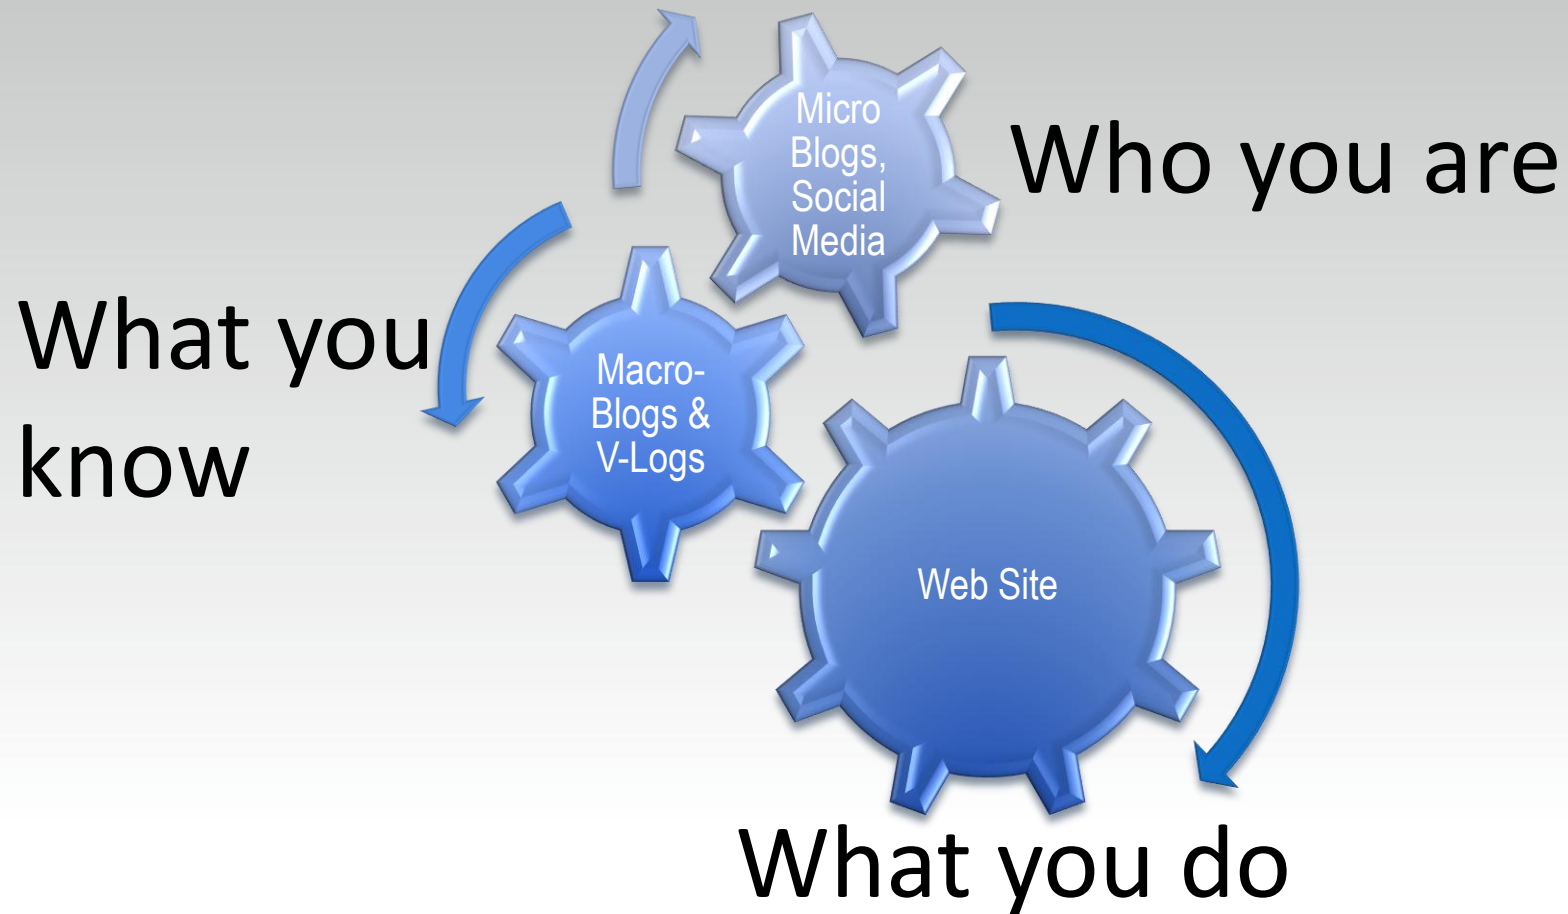 Micro
Blogs,
Social
Media
Who you are
What you
know
Macro-
Blogs &
V-Logs
Web Site
What you do